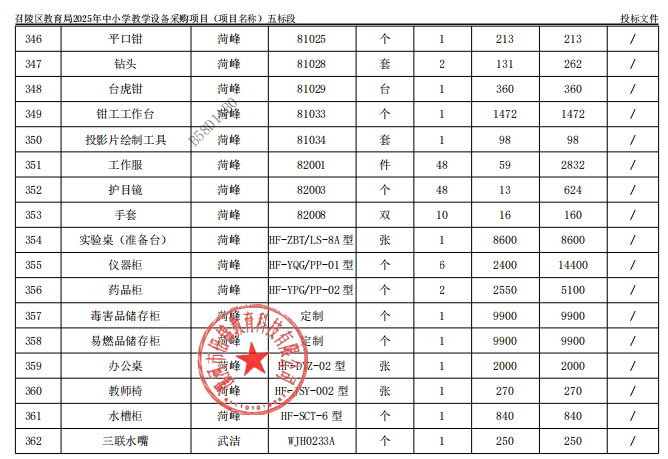 召陵区教育局2025年中小学教学设备采购项目（项目名称）五标段 投标文件
346 平口钳 菏峰 81025 个 1 213 213 /
347 钻头 菏峰 81028 套 2 131 262 /
348 台虎钳 菏峰 81029 台 1 360 360 /
349 钳工工作台 菏峰 81033 个 1 1472 1472 /
350 投影片绘制工具 菏峰 81034 套 1 98 98 /
351 工作服 菏峰 82001 件 48 59 2832 /
352 护目镜 菏峰 82003 个 48 13 624 /
353 手套 菏峰 82008 双 10 16 160 /
354 实验桌（准备台） 菏峰 HF-ZBT/LS-8A 型 张 1 8600 8600 /
355 仪器柜 菏峰 HF-YQG/PP-01 型 个 6 2400 14400 /
356 药品柜 菏峰 HF-YPG/PP-02 型 个 2 2550 5100 /
357 毒害品储存柜 菏峰 定制 个 1 9900 9900 /
358 易燃品储存柜 菏峰 定制 个 1 9900 9900 /
359 办公桌 菏峰 型 张 1 2000 2000 /
360 教师椅 菏峰 型 张 1 270 270 /
361 水槽柜 菏峰 HF-SCT-6 型 个 1 840 840 /
362 三联水嘴 武洁 WJH0233A 个 1 250 250 /